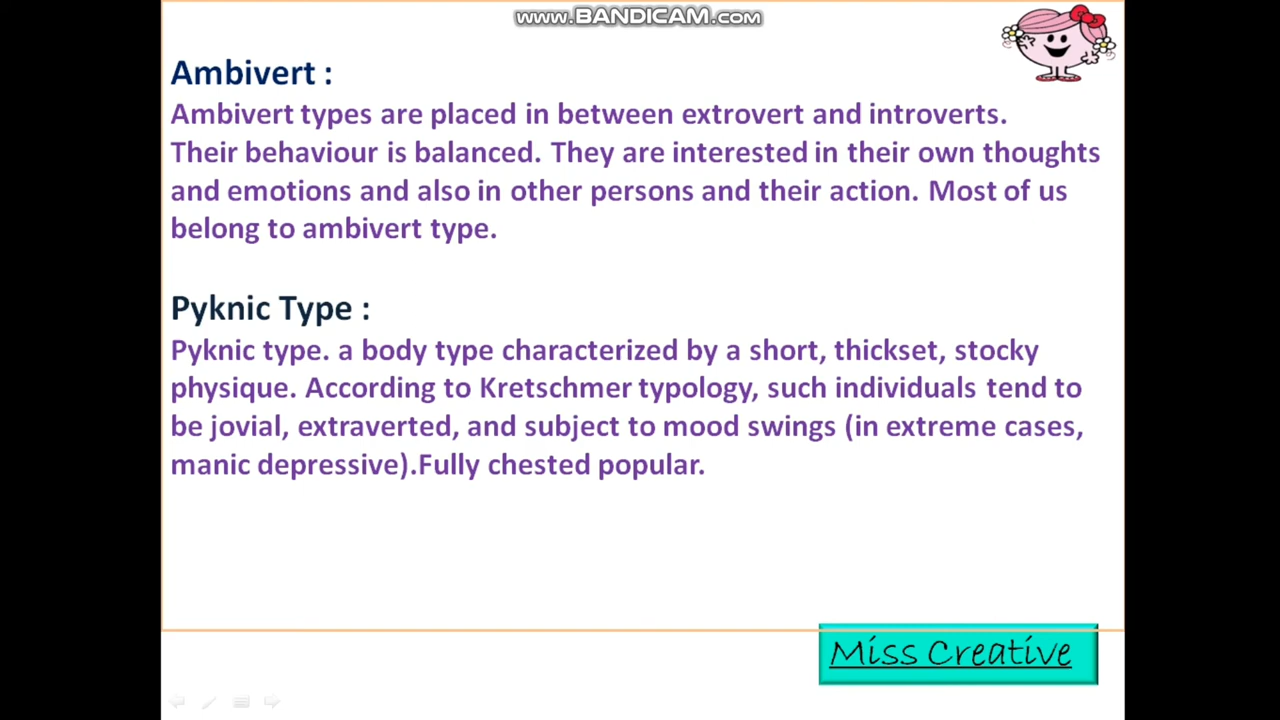 www.BANDICAM.com
Ambivert :
Ambivert types are placed in between extrovert and introverts.
Their behaviour is balanced. They are interested in their own thoughts
and emotions and also in other persons and their action. Most of us
belong to ambivert type.
Pyknic Type :
Pyknic type. a body type characterized by a short, thickset, stocky
physique. According to Kretschmer typology, such individuals tend to
be jovial, extraverted, and subject to mood swings (in extreme cases,
manic depressive).Fully chested popular.
Miss Creative